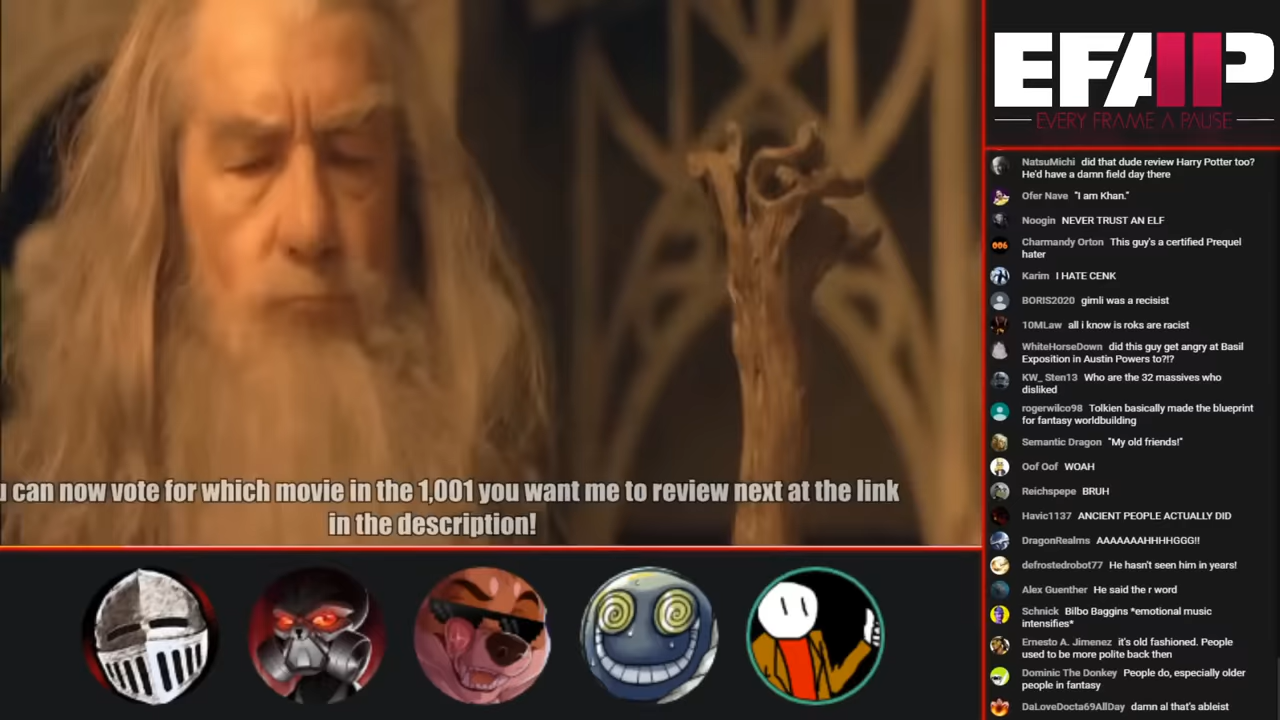 u can now vote for which movie in the 1,001 you want me to review next at the link
in the description!
EFAP
EVERY FRAME A PAUSE
NatsuMichi did that dude review Harry Potter too?
He'd have a damn field day there
Ofer Nave "I am Khan."
Noogin NEVER TRUST AN ELF
006
Charmandy Orton This guy's a certified Prequel
hater
Karim I HATE CENK
BORIS2020 gimli was a recisist
10MLaw all i know is roks are racist
WhiteHorseDown did this guy get angry at Basil
Exposition in Austin Powers to?!?
KW_ Sten13 Who are the 32 massives who
disliked
rogerwilco98 Tolkien basically made the blueprint
for fantasy worldbuilding
Semantic Dragon "My old friends!"
Oof Oof WOAH
Reichspepe BRUH
Havic1137 ANCIENT PEOPLE ACTUALLY DID
DragonRealms AAAAAAAHHHHGGG!!
defrostedrobot77 He hasn't seen him in years!
Alex Guenther He said the r word
Schnick Bilbo Baggins *emotional music
intensifies*
Ernesto A. Jimenez it's old fashioned. People
used to be more polite back then
Dominic The Donkey People do, especially older
people in fantasy
DaLoveDocta69AllDay damn al that's ableist